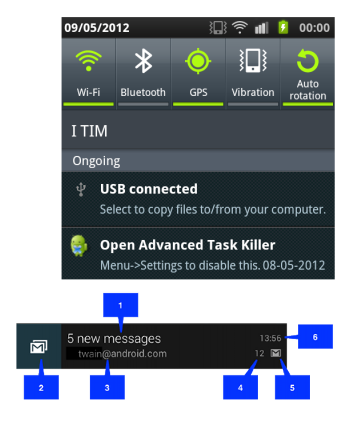 09/05/2012 00:00
Wi-Fi Bluetooth GPS Vibration Auto rotation
I TIM
Ongoing
USB connected
Select to copy files to/from your computer.
Open Advanced Task Killer
Menu->Settings to disable this. 08-05-2012
1
5 new messages 13:56 6
twain@android.com 12
2 3 4 5